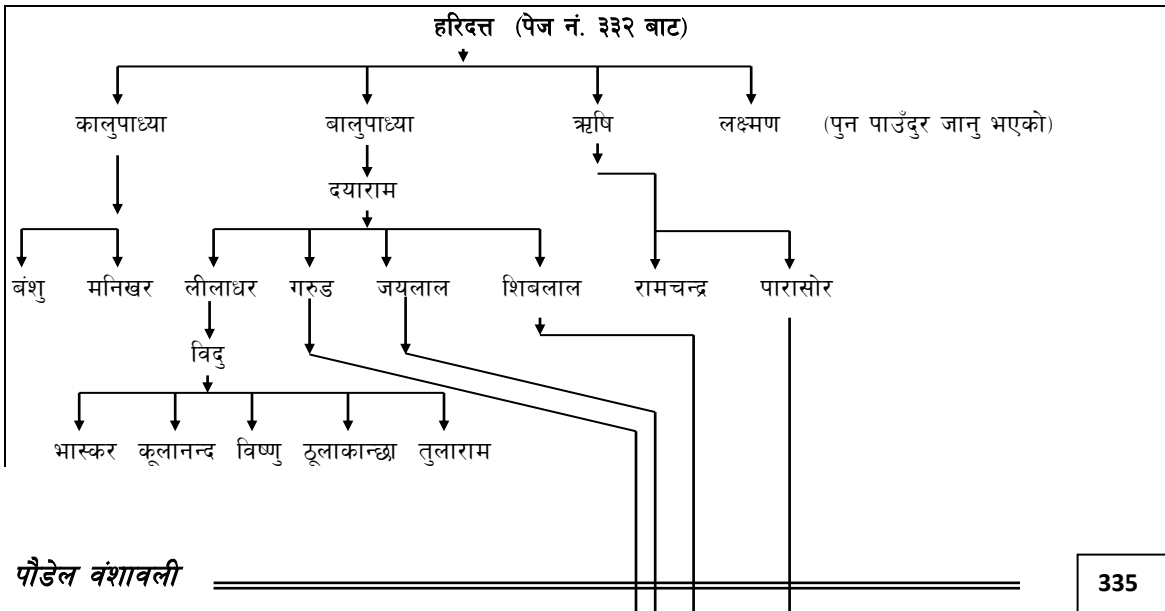 हरिदत्त (पेज नं. ३३२ बाट)
कालुपाध्या बालुपाध्या ऋषि लक्ष्मण (पुन पाउँदुर जानु भएको)
दयाराम
बंशु मनिखर लीलाधर गरुड जयलाल शिबलाल रामचन्द्र पारासोर
विदु
भास्कर कूलानन्द विष्णु ठूलाकान्छा तुलाराम
पौडेल वंशावली 335